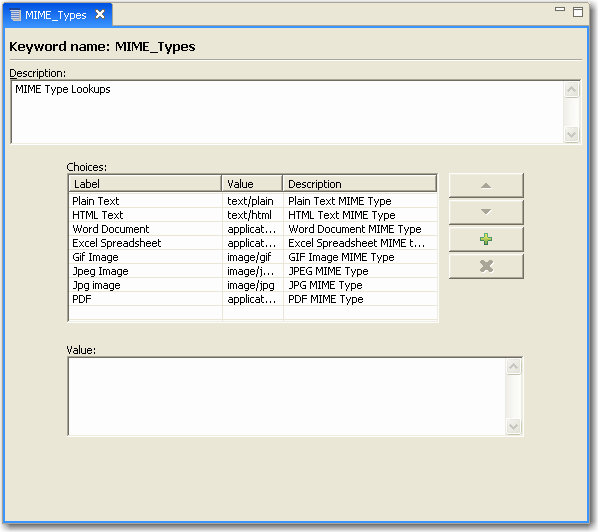 MIME_Types
Keyword name: MIME_Types
Description:
MIME Type Lookups
Choices:
Label Value Description
Plain Text text/plain Plain Text MIME Type
HTML Text text/html HTML Text MIME Type
Word Document applicat... Word Document MIME Type
Excel Spreadsheet applicat... Excel Spreadsheet MIME t...
Gif Image image/gif GIF Image MIME Type
Jpeg Image image/j... JPEG MIME Type
Jpg image image/jpg JPG MIME Type
PDF applicat... PDF MIME Type
Value: